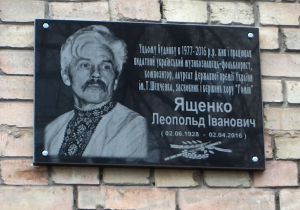 У цьому будинку в 1977-2016 р.р. жив і працював
видатний український музикознавець-фольклорист,
композитор, лауреат Державної премії України
ім. Т.Шевченка, засновник і керівник хору "Гомін"
Ященко
Леопольд Іванович
( 02.06.1928 - 02.04.2016 )